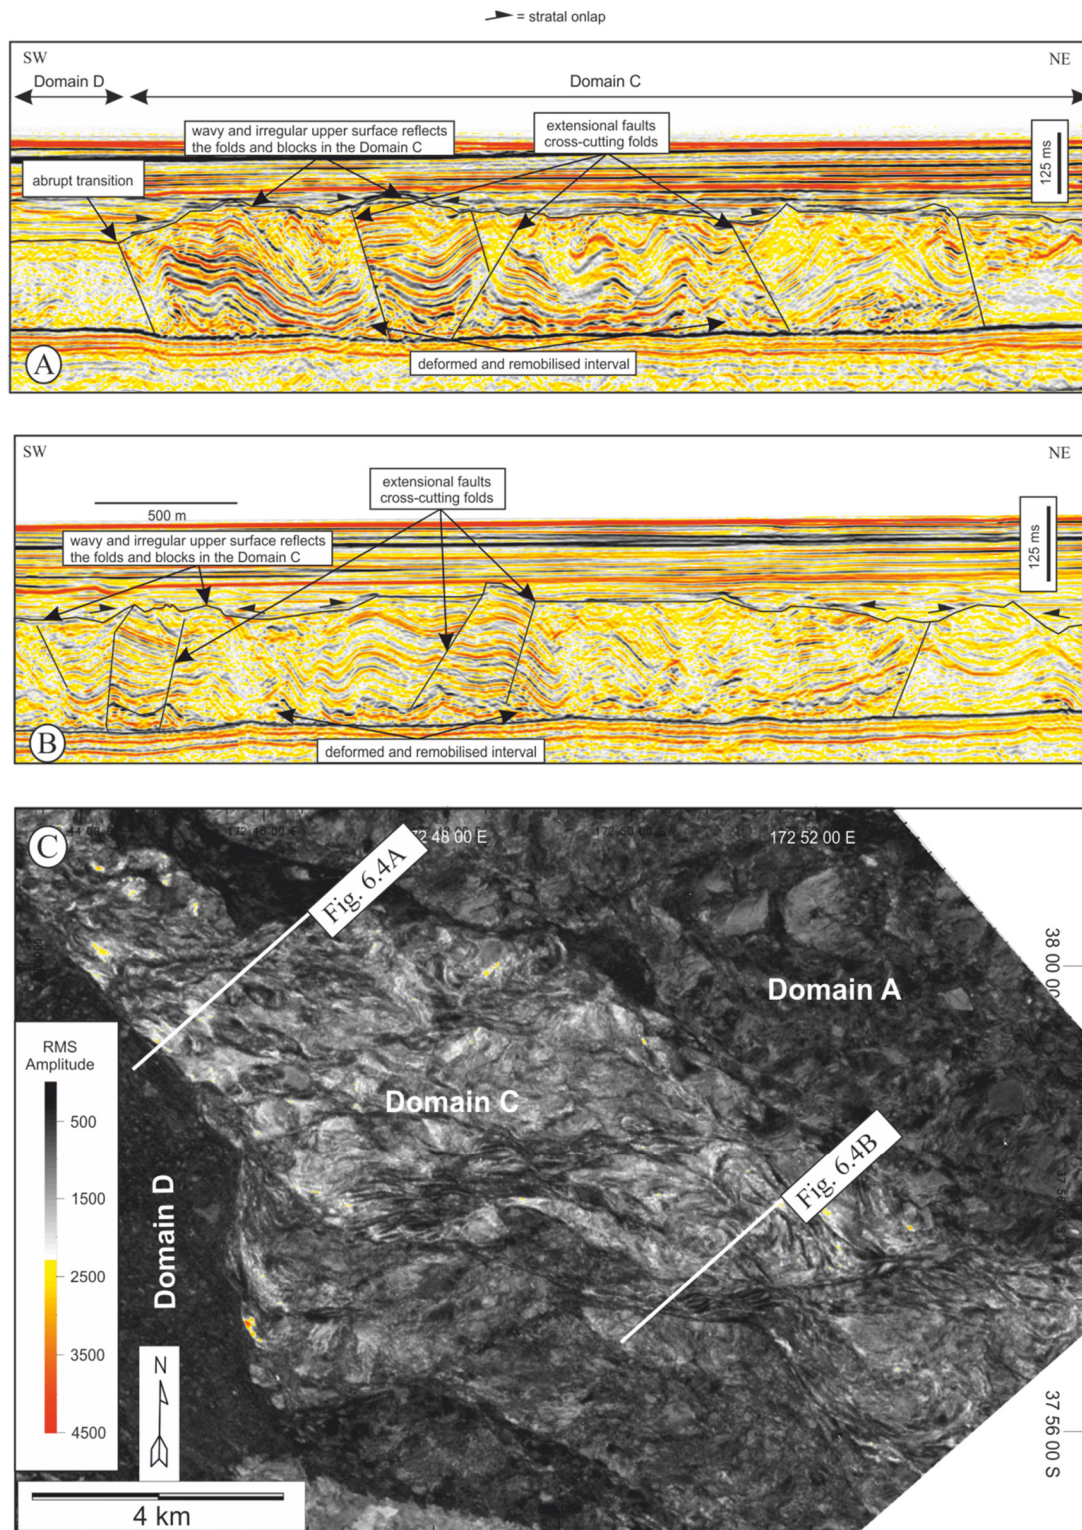 = stratal onlap
SW
NE
Domain D
Domain C
wavy and irregular upper surface reflects
the folds and blocks in the Domain C
extensional faults
cross-cutting folds
abrupt transition
125 ms
deformed and remobilised interval
A
SW
NE
extensional faults
cross-cutting folds
500 m
wavy and irregular upper surface reflects
the folds and blocks in the Domain C
125 ms
deformed and remobilised interval
B
C
172 48 00 E
172 52 00 E
Fig. 6.4A
38 00 00
Domain A
RMS
Amplitude
500
1500
2500
3500
4500
Domain C
Domain D
Fig. 6.4B
N
37 56 00 S
4 km